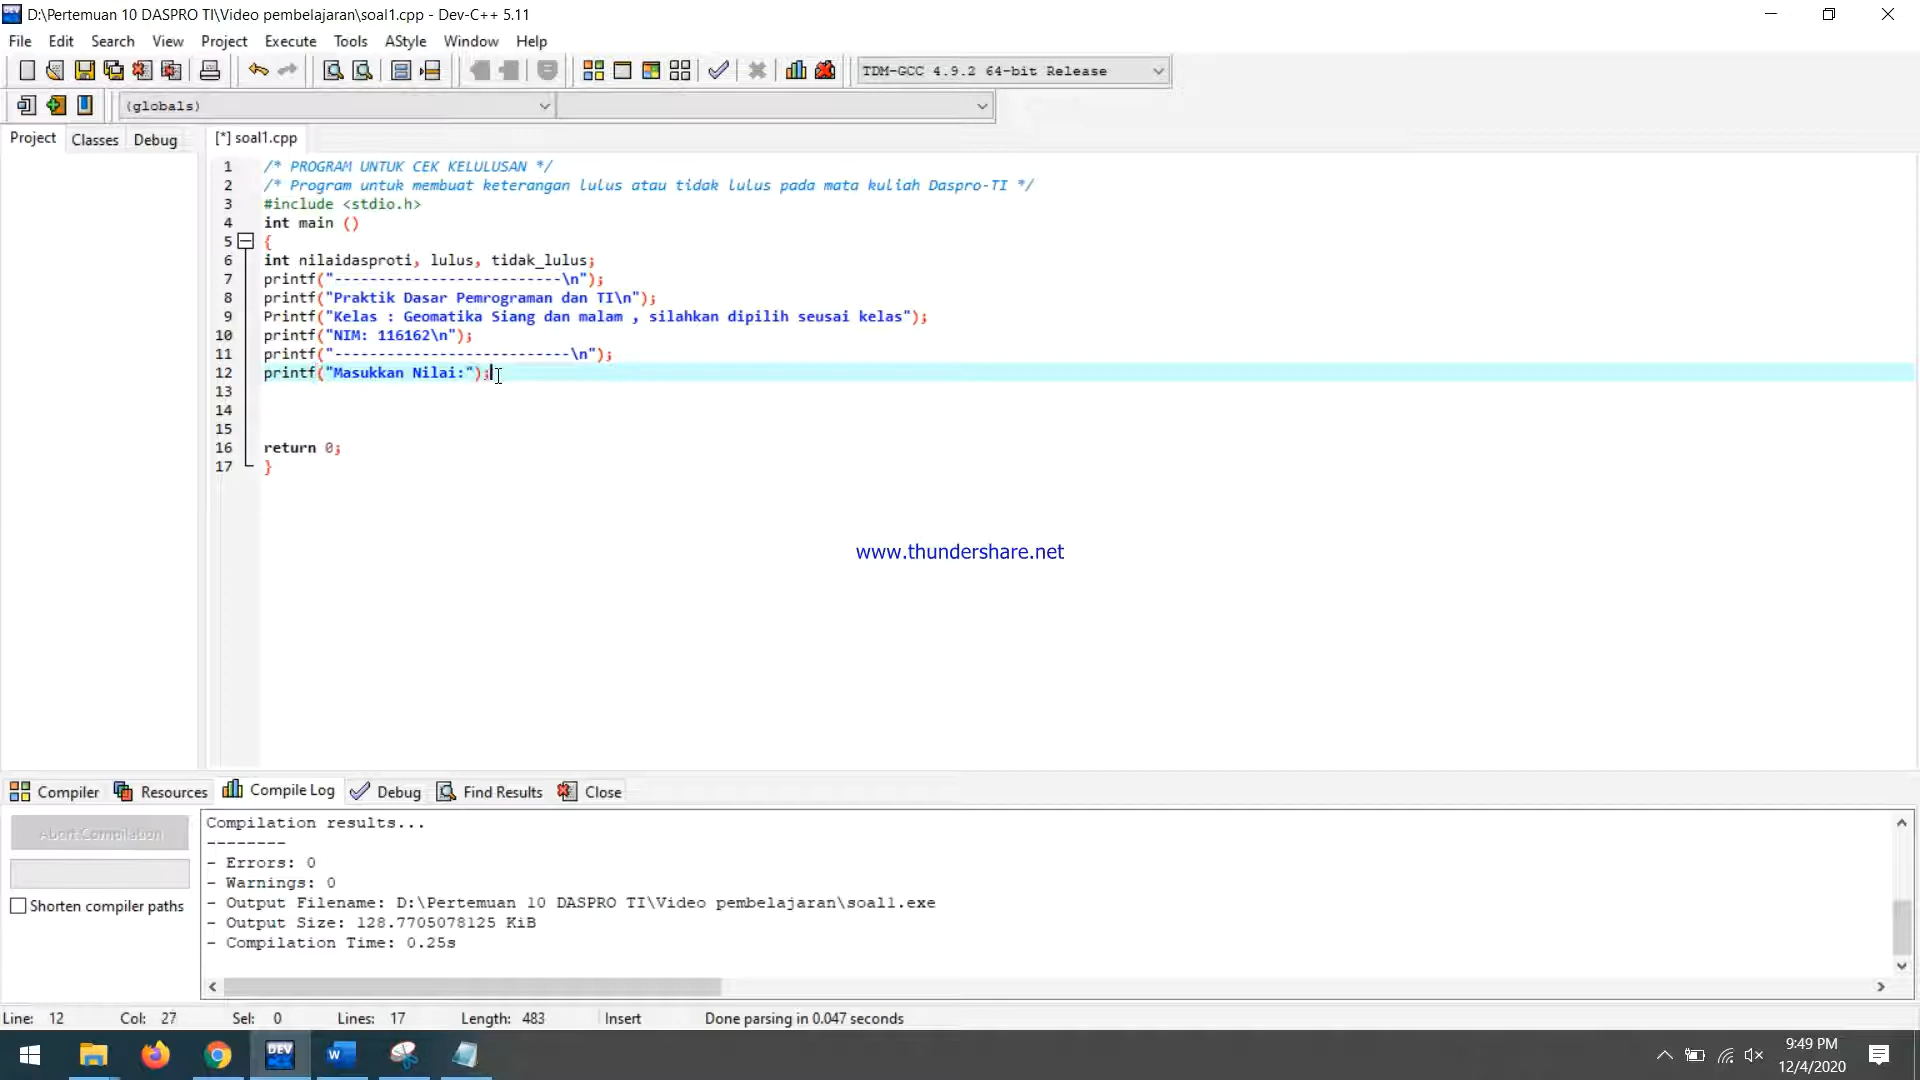 D:\Pertemuan 10 DASPRO TI\Video pembelajaran\soal1.cpp - Dev-C++ 5.11
File Edit Search View Project Execute Tools AStyle Window Help
TDM-GCC 4.9.2 64-bit Release
(globals)
Project Classes Debug [*] soal1.cpp
1 /* PROGRAM UNTUK CEK KELULUSAN */
2 /* Program untuk membuat keterangan lulus atau tidak lulus pada mata kuliah Daspro-TI */
3 #include <stdio.h>
4 int main ()
5 {
6 int nilaidasproti, lulus, tidak_lulus;
7 printf("--------------------------\n");
8 printf("Praktik Dasar Pemrograman dan TI\n");
9 Printf("Kelas : Geomatika Siang dan malam , silahkan dipilih seusai kelas");
10 printf("NIM: 116162\n");
11 printf("---------------------------\n");
12 printf("Masukkan Nilai:");
13
14
15
16 return 0;
17 }
www.thundershare.net
Compiler Resources Compile Log Debug Find Results Close
Abort Compilation
Shorten compiler paths
Compilation results...
--------
- Errors: 0
- Warnings: 0
- Output Filename: D:\Pertemuan 10 DASPRO TI\Video pembelajaran\soal1.exe
- Output Size: 128.7705078125 KiB
- Compilation Time: 0.25s
Line: 12 Col: 27 Sel: 0 Lines: 17 Length: 483 Insert Done parsing in 0.047 seconds
DEV
W
9:49 PM
12/4/2020